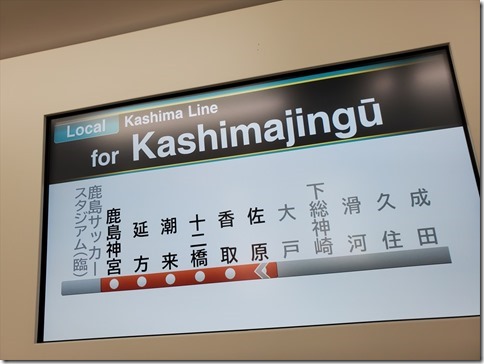 Local
Kashima Line
for Kashimajingū
鹿島サッカー
スタジアム(臨)
鹿島神宮
延方
潮来
十二橋
香取
佐原
大戸
下総神崎
滑河
久住
成田